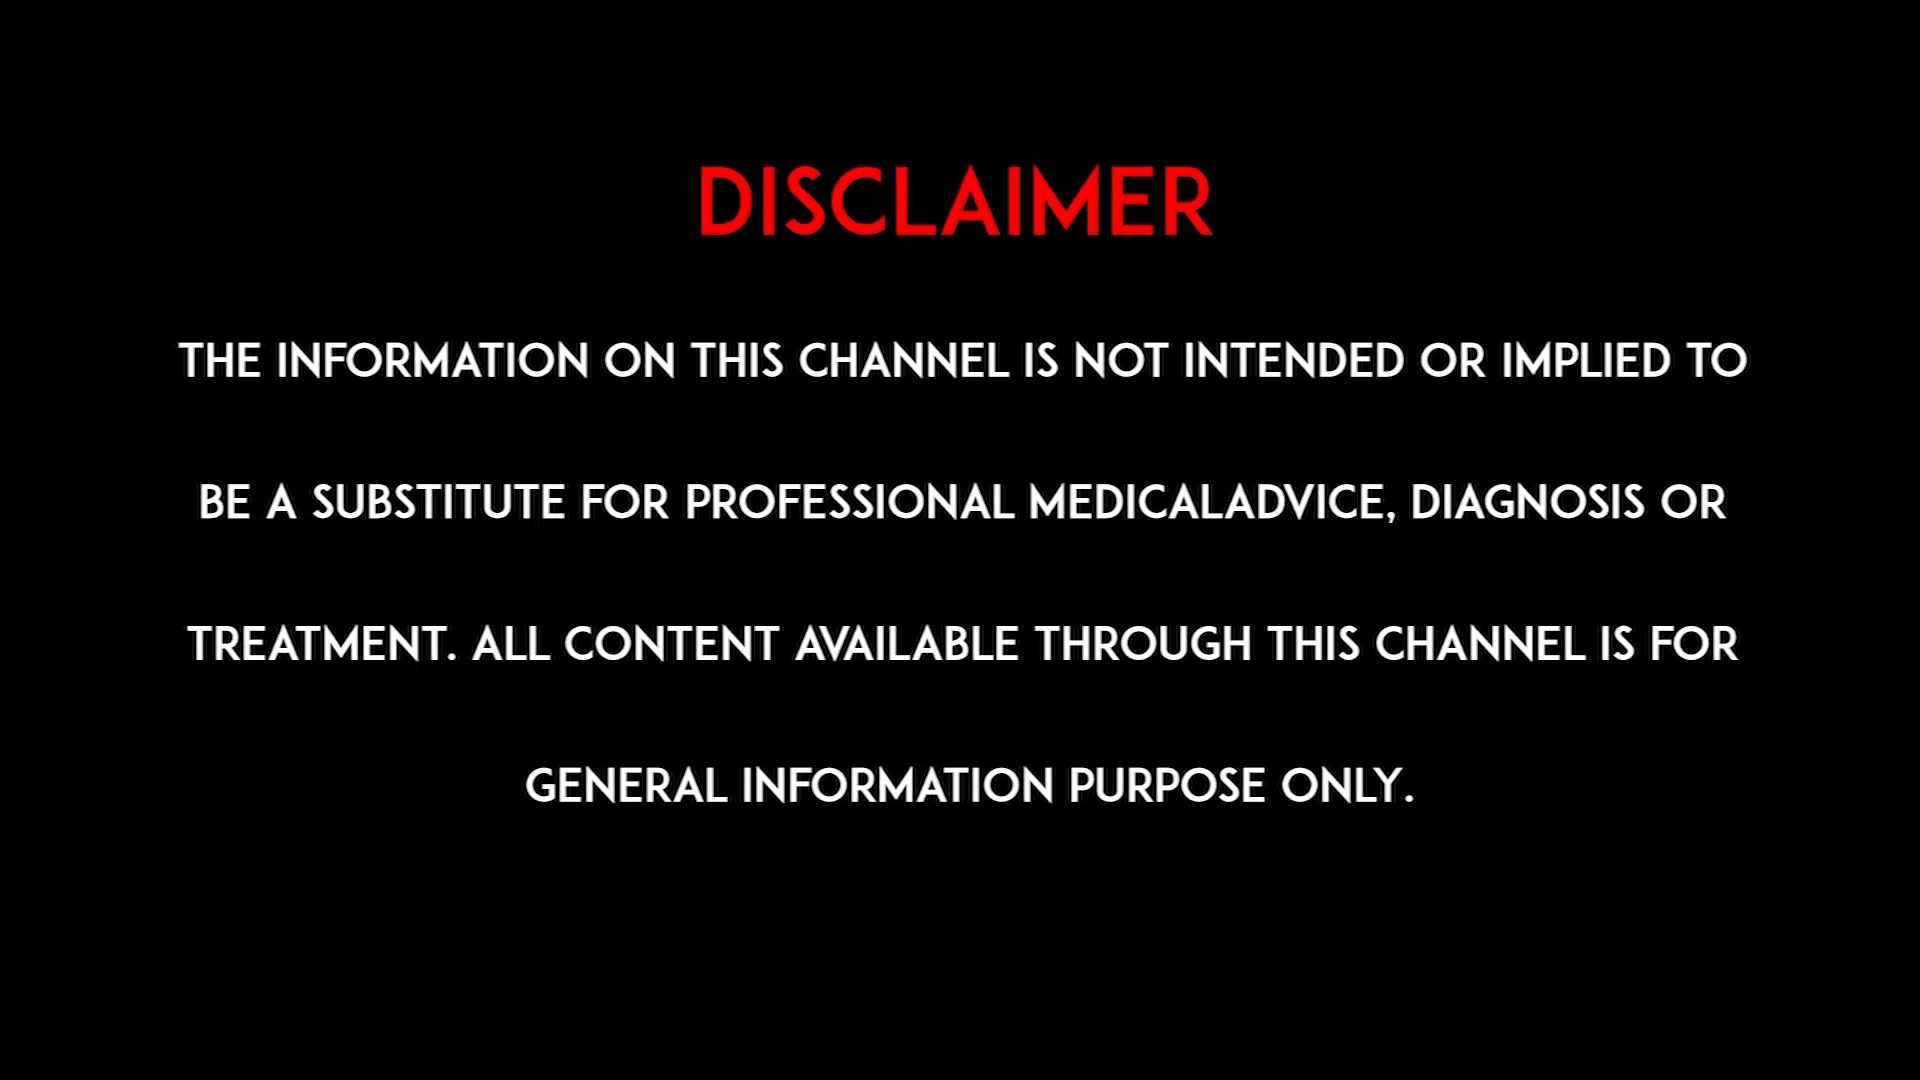 DISCLAIMER
THE INFORMATION ON THIS CHANNEL IS NOT INTENDED OR IMPLIED TO
BE A SUBSTITUTE FOR PROFESSIONAL MEDICALADVICE, DIAGNOSIS OR
TREATMENT. ALL CONTENT AVAILABLE THROUGH THIS CHANNEL IS FOR
GENERAL INFORMATION PURPOSE ONLY.